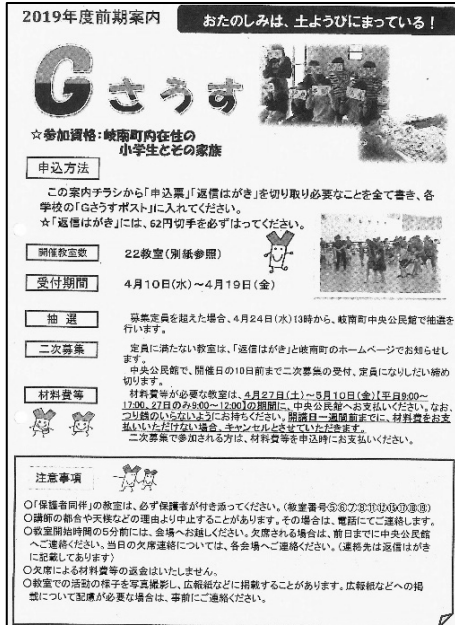 2019年度前期案内
おたのしみは、土ようびにまっている！
Gさうす
☆参加資格：岐南町内在住の
小学生とその家族
申込方法
この案内チラシから「申込票」「返信はがき」を切り取り必要なことを全て書き、各
学校の「Gさうすポスト」に入れてください。
☆「返信はがき」には、62円切手を必ずはってください。
開催教室数
22教室（別紙参照）
受付期間
4月10日（水）～4月19日（金）
抽選
募集定員を超えた場合、4月24日（水）13時から、岐南町中央公民館で抽選を
行います。
二次募集
定員に満たない教室は、「返信はがき」と岐南町のホームページでお知らせし
ます。
中央公民館で、開催日の10日前まで二次募集の受付、定員になりしだい締め
切ります。
材料費等
材料費等が必要な教室は、4月27日（土）～5月10日（金）【平日9:00～
17:00、27日のみ9:00～12:00】の期間に、中央公民館へお支払いください。なお、
つり銭のいらないようにお持ちください。開講日一週間前までに、材料費をお支
払いいただけない場合、キャンセルとさせていただきます。
二次募集で参加される方は、材料費等を申込時にお支払いください。
注意事項
○「保護者同伴」の教室は、必ず保護者が付き添ってください。（教室番号⑤⑥⑦⑧⑪
○講師の都合や天候などの理由より中止することがあります。その場合は、電話にてご連絡します。
○教室開始時間の5分前には、会場へお越しください。欠席される場合は、前日までに中央公民館
へご連絡ください。当日の欠席連絡については、各会場へご連絡ください。（連絡先は返信はがき
に記載してあります）
○欠席による材料費等の返金はいたしません。
○教室での活動の様子を写真撮影し、広報紙などに掲載することがあります。広報紙などへの掲
載について配慮が必要な場合は、事前にご連絡ください。